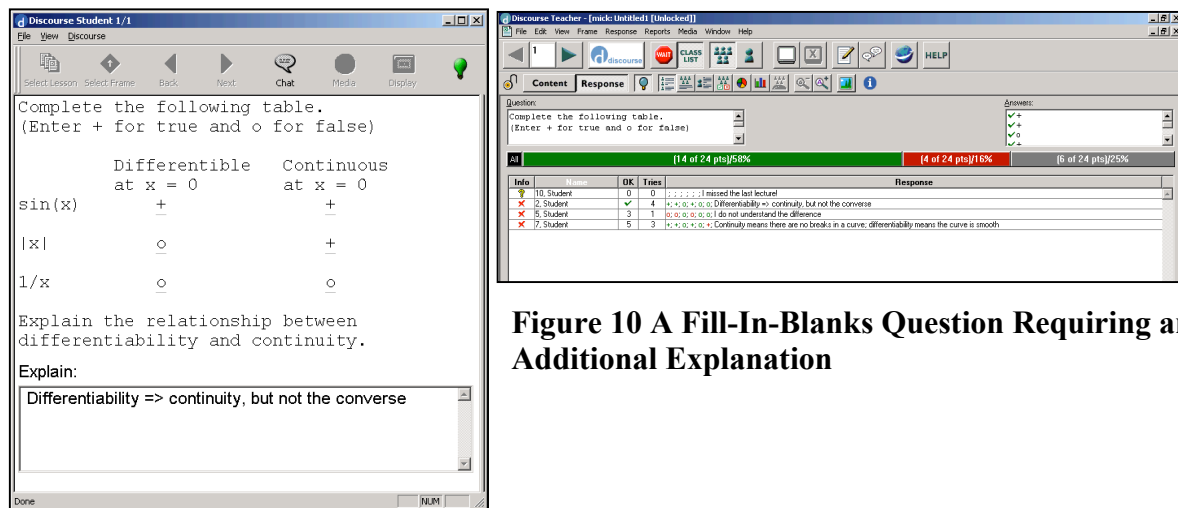 Discourse Student 1/1
File View Discourse
Select Lesson Select Frame Back Next Chat Media Display
Complete the following table.
(Enter + for true and o for false)
Differentible Continuous
at x = 0 at x = 0
sin(x) + +
|x| o +
1/x o o
Explain the relationship between
differentiability and continuity.
Explain:
Differentiability => continuity, but not the converse
Done NUM
Discourse Teacher - [mick: Untitled1 [Unlocked]]
File Edit View Frame Response Reports Media Window Help
1 discourse WAIT CLASS LIST HELP
Content Response
Question: Answers:
Complete the following table.
(Enter + for true and o for false)
+
+
o
+
All (14 of 24 pts)/58% (4 of 24 pts)/16% (6 of 24 pts)/25%
Info Name OK Tries Response
10, Student 0 0 ; ; ; ; ; ; I missed the last lecture!
2, Student 4 +; +; o; +; o; o; Differentiability => continuity, but not the converse
5, Student 3 1 o; o; o; o; o; o; I do not understand the difference
7, Student 5 3 +; +; o; +; o; +; Continuity means there are no breaks in a curve; differentiability means the curve is smooth
Figure 10 A Fill-In-Blanks Question Requiring an
Additional Explanation